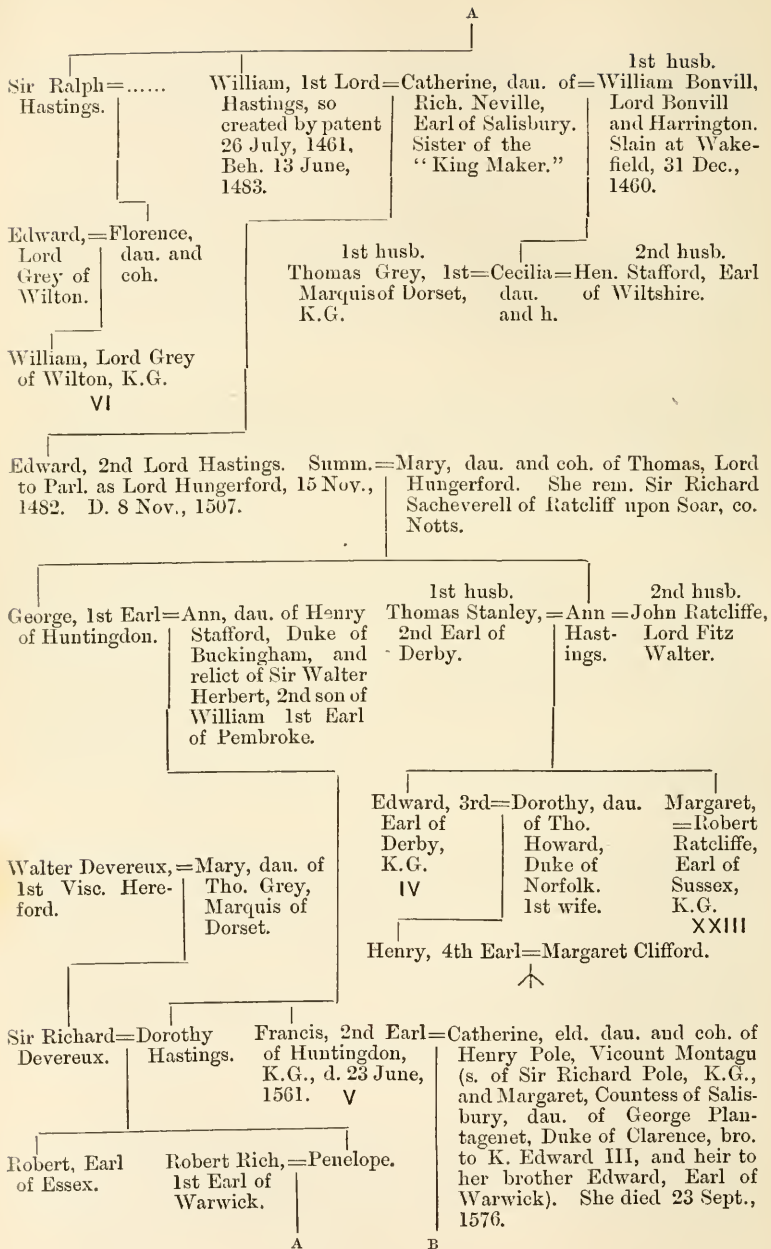 A
Sir Ralph=......
Hastings.
William, 1st Lord=Catherine, dau. of=William Bonvill,
Hastings, so
created by patent
26 July, 1461,
Beh. 13 June,
1483.
Rich. Neville,
Earl of Salisbury.
Sister of the
"King Maker."
1st husb.
Lord Bonvill
and Harrington.
Slain at Wake-
field, 31 Dec.,
1460.
Edward,=Florence,
Lord
Grey of
Wilton.
dau. and
coh.
1st husb.
2nd husb.
Thomas Grey, 1st=Cecilia=Hen. Stafford, Earl
Marquis of Dorset,
K.G.
dau.
and h.
of Wiltshire.
William, Lord Grey
of Wilton, K.G.
VI
Edward, 2nd Lord Hastings. Summ.=Mary, dau. and coh. of Thomas, Lord
to Parl. as Lord Hungerford, 15 Nov.,
1482. D. 8 Nov., 1507.
Hungerford. She rem. Sir Richard
Sacheverell of Ratcliff upon Soar, co.
Notts.
George, 1st Earl=Ann, dau. of Henry
of Huntingdon.
Stafford, Duke of
Buckingham, and
relict of Sir Walter
Herbert, 2nd son of
William 1st Earl
of Pembroke.
1st husb.
2nd husb.
Thomas Stanley,=Ann=John Ratcliffe,
2nd Earl of
Derby.
Hast-
ings.
Lord Fitz
Walter.
Edward, 3rd=Dorothy, dau.
Earl of
Derby,
K.G.
IV
of Tho.
Howard,
Duke of
Norfolk.
1st wife.
Margaret,
=Robert
Ratcliffe,
Earl of
Sussex,
K.G.
XXIII
Walter Devereux,=Mary, dau. of
1st Visc. Here-
ford.
Tho. Grey,
Marquis of
Dorset.
Henry, 4th Earl=Margaret Clifford.
Sir Richard=Dorothy
Devereux.
Hastings.
Francis, 2nd Earl=Catherine, eld. dau. and coh. of
of Huntingdon,
K.G., d. 23 June,
1561. V
Henry Pole, Vicount Montagu
(s. of Sir Richard Pole, K.G.,
and Margaret, Countess of Salis-
bury, dau. of George Plan-
tagenet, Duke of Clarence, bro.
to K. Edward III, and heir to
her brother Edward, Earl of
Warwick). She died 23 Sept.,
1576.
Robert, Earl
of Essex.
Robert Rich,=Penelope.
1st Earl of
Warwick.
A
B